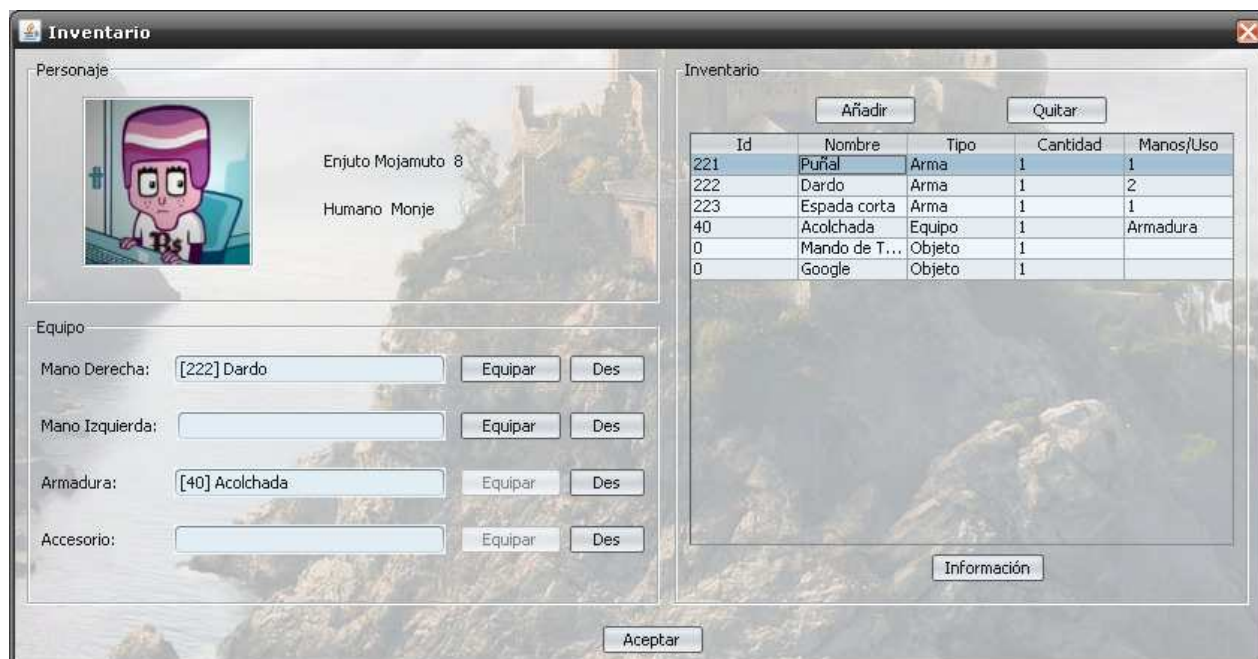 Inventario
Personaje
Enjuto Mojamuto 8
Humano Monje
Equipo
Mano Derecha: [222] Dardo Equipar Des
Mano Izquierda: Equipar Des
Armadura: [40] Acolchada Equipar Des
Accesorio: Equipar Des
Inventario
Añadir Quitar
Id Nombre Tipo Cantidad Manos/Uso
221 Puñal Arma 1 1
222 Dardo Arma 1 2
223 Espada corta Arma 1 1
40 Acolchada Equipo 1 Armadura
0 Mando de T... Objeto 1
0 Google Objeto 1
Información
Aceptar